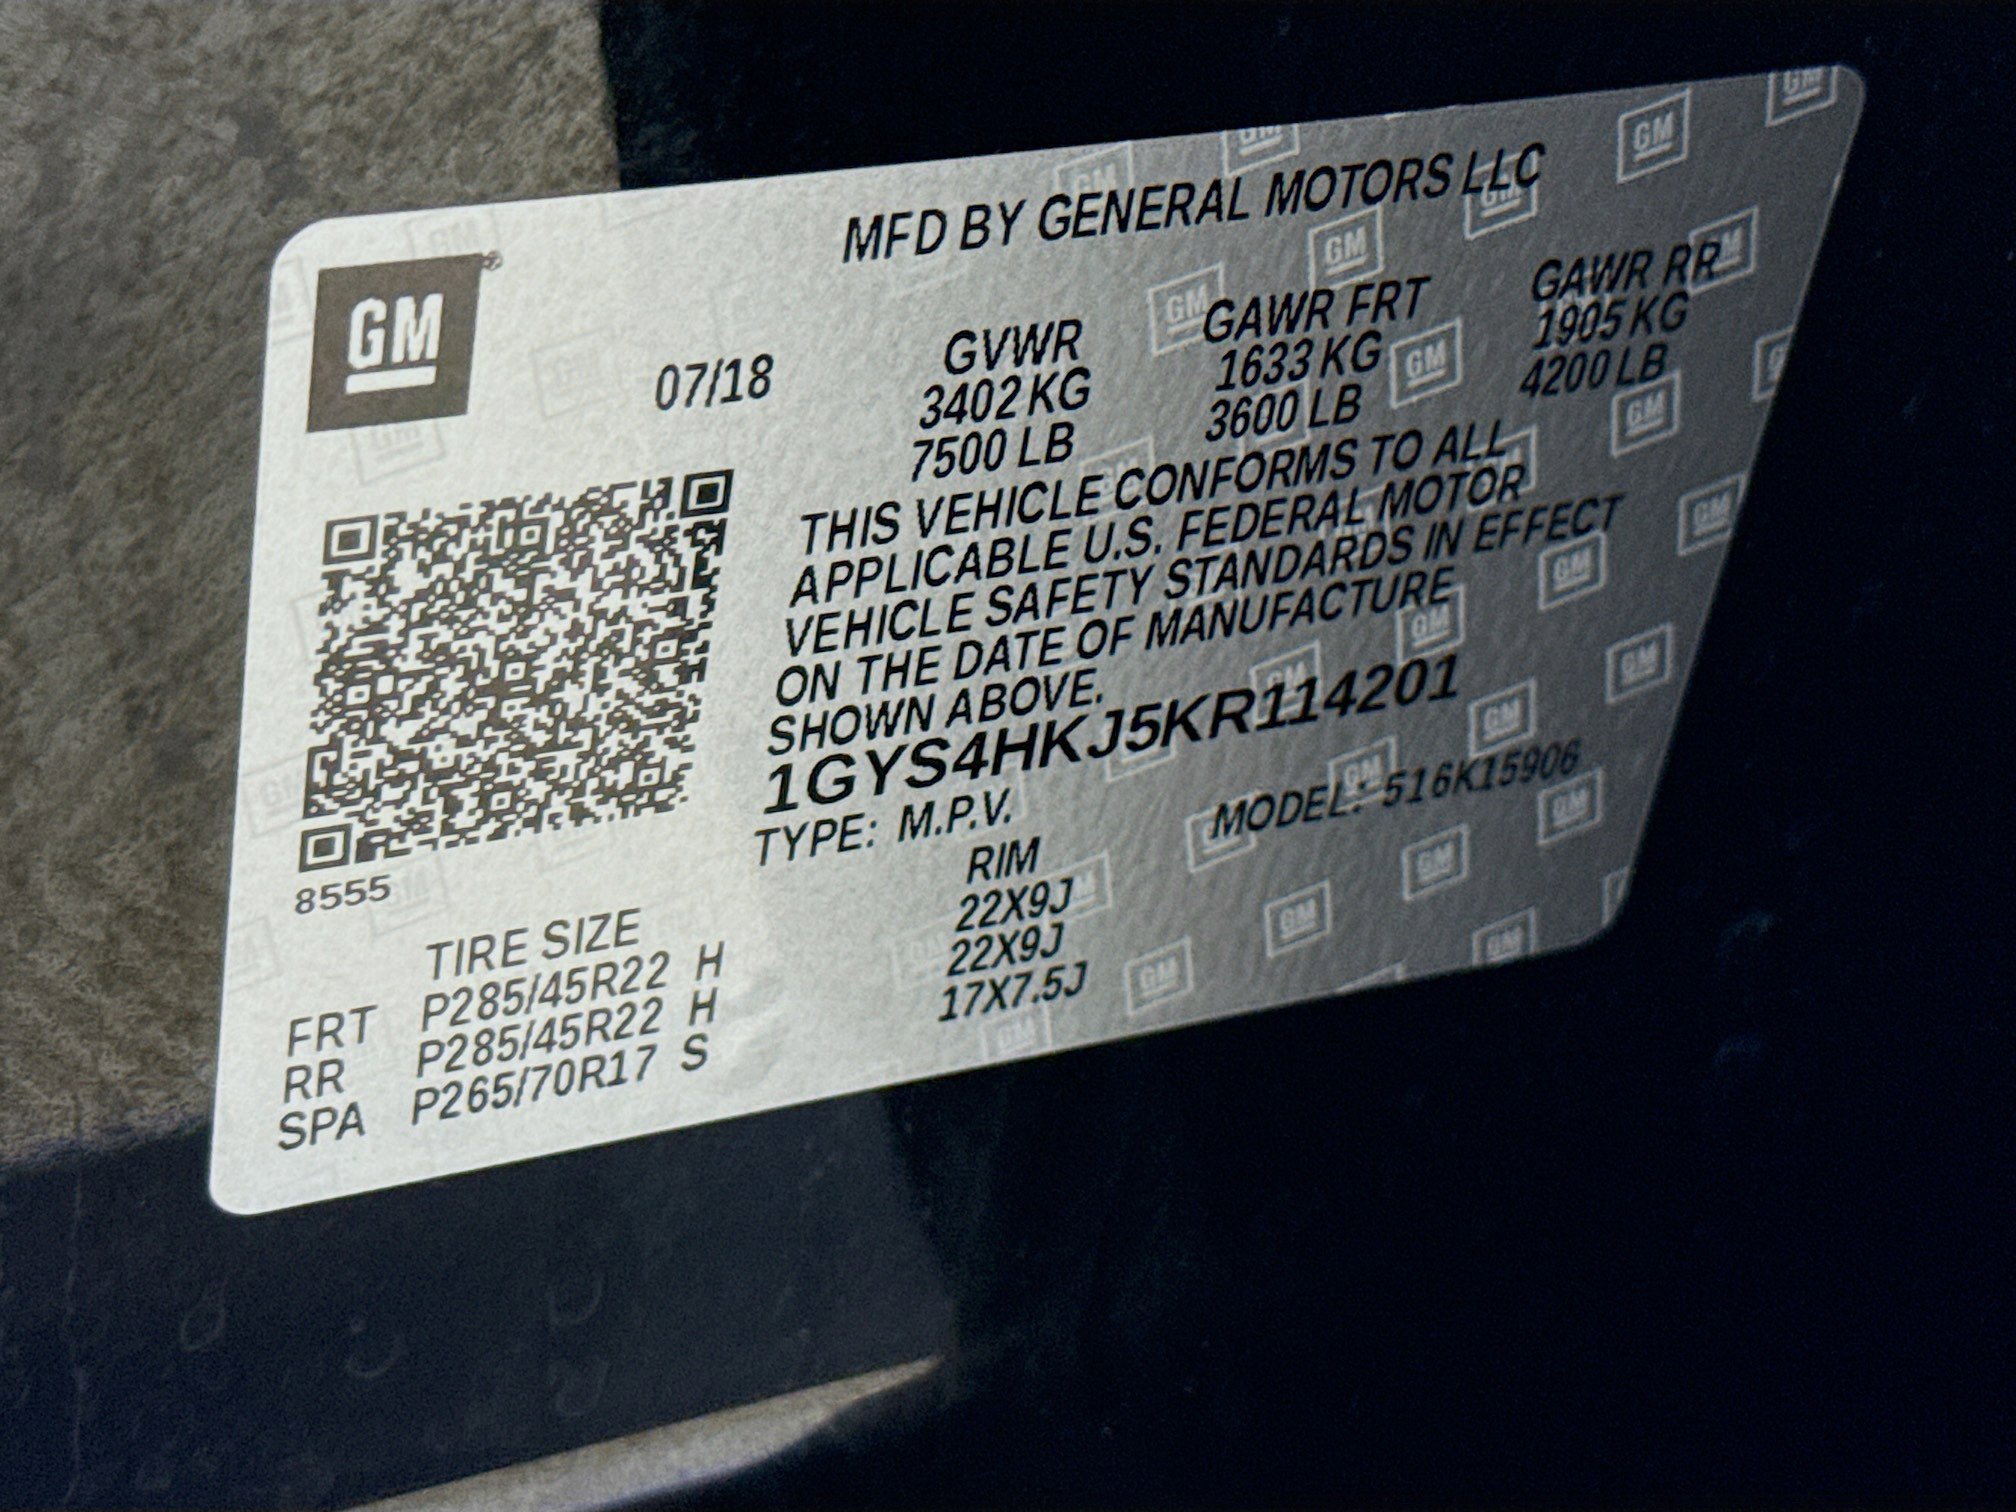 GM
MFD BY GENERAL MOTORS LLC
07/18
GVWR GAWR FRT GAWR RR
3402 KG 1633 KG 1905 KG
7500 LB 3600 LB 4200 LB
THIS VEHICLE CONFORMS TO ALL
APPLICABLE U.S. FEDERAL MOTOR
VEHICLE SAFETY STANDARDS IN EFFECT
ON THE DATE OF MANUFACTURE
SHOWN ABOVE.
1GYS4HKJ5KR114201
TYPE: M.P.V. MODEL: 516K15906
8555
TIRE SIZE RIM
FRT P285/45R22 H 22X9J
RR P285/45R22 H 22X9J
SPA P265/70R17 S 17X7.5J